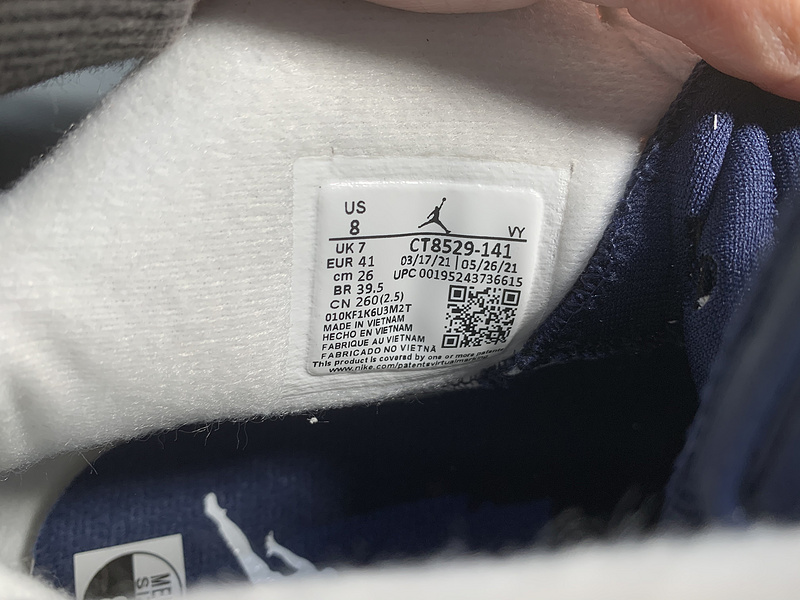 US
8
VY
UK 7
CT8529-141
EUR 41
03/17/21 | 05/26/21
cm 26
UPC 00195243736615
BR 39.5
CN 260(2.5)
010KF1K6U3M2T
MADE IN VIETNAM
HECHO EN VIETNAM
FABRIQUE AU VIETNAM
FABRICADO NO VIETNÃ
This product is covered by one or more patents
www.nike.com/patentsvirtualmarking